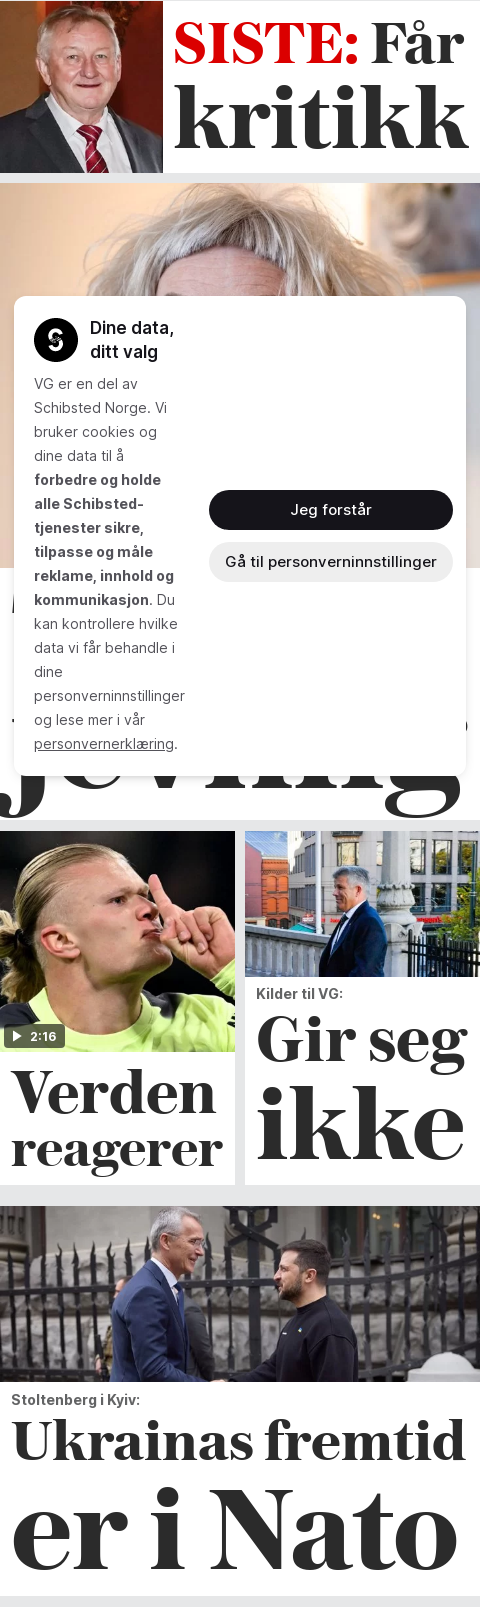 SISTE: Får
kritikk
Dine data,
ditt valg
VG er en del av
Schibsted Norge. Vi
bruker cookies og
dine data til å
forbedre og holde
alle Schibsted-
tjenester sikre,
tilpasse og måle
reklame, innhold og
kommunikasjon. Du
kan kontrollere hvilke
data vi får behandle i
dine
personverninnstillinger
og lese mer i vår
personvernerklæring.
Jeg forstår
Gå til personverninnstillinger
2:16
Verden
reagerer
Kilder til VG:
Gir seg
ikke
Stoltenberg i Kyiv:
Ukrainas fremtid
er i Nato